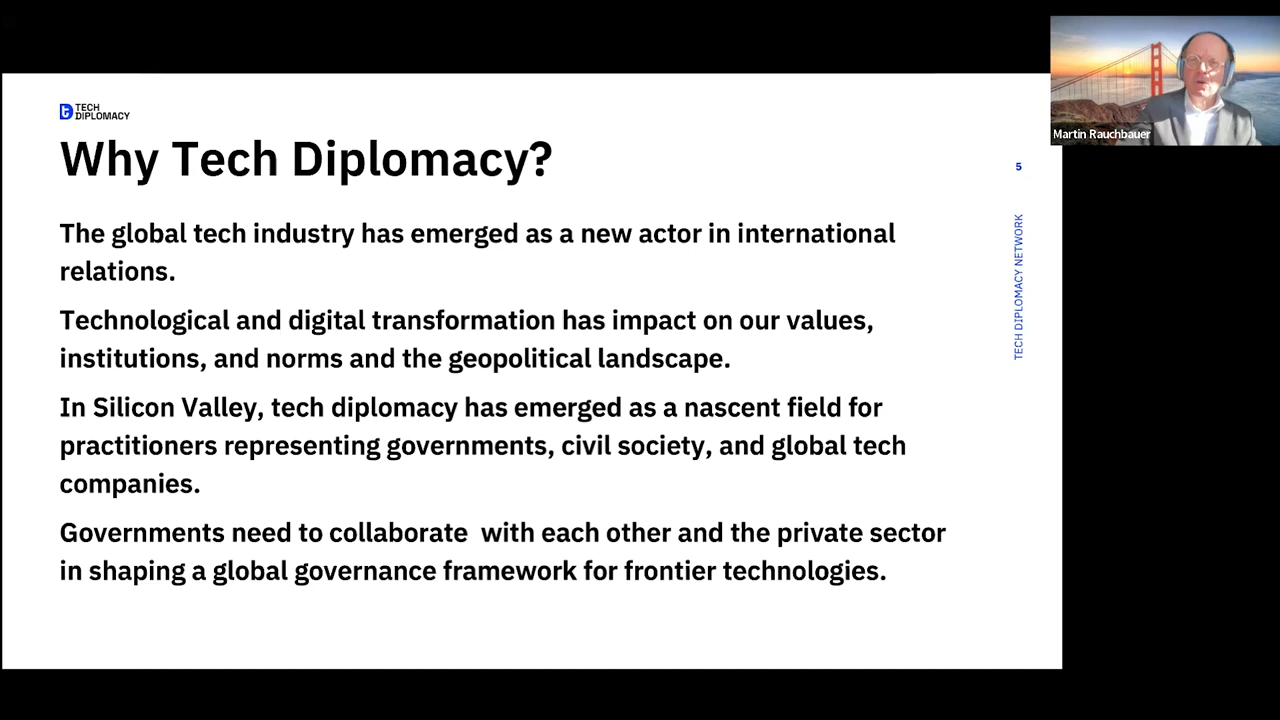 TECH
DIPLOMACY
Why Tech Diplomacy?
The global tech industry has emerged as a new actor in international
relations.
Technological and digital transformation has impact on our values,
institutions, and norms and the geopolitical landscape.
In Silicon Valley, tech diplomacy has emerged as a nascent field for
practitioners representing governments, civil society, and global tech
companies.
Governments need to collaborate  with each other and the private sector
in shaping a global governance framework for frontier technologies.
5
TECH DIPLOMACY NETWORK
Martin Rauchbauer